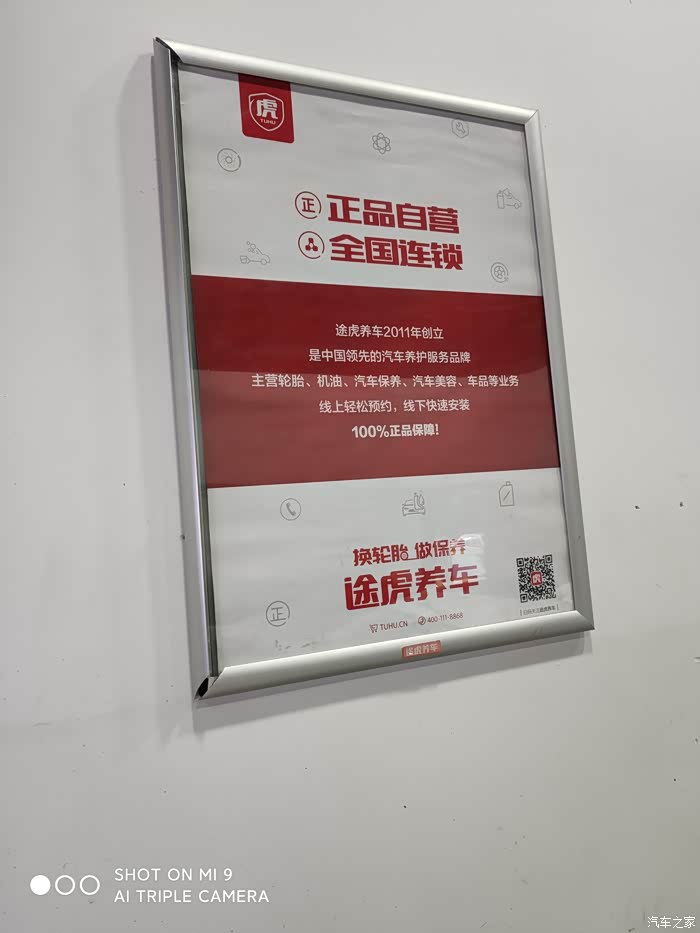 虎
TUHU
正 正品自营
全国连锁
途虎养车2011年创立
是中国领先的汽车养护服务品牌
主营轮胎、机油、汽车保养、汽车美容、车品等业务
线上轻松预约，线下快速安装
100%正品保障！
换轮胎 做保养
途虎养车
虎
正
TUHU.CN 400-111-8868
途虎养车
SHOT ON MI 9
AI TRIPLE CAMERA
汽车之家